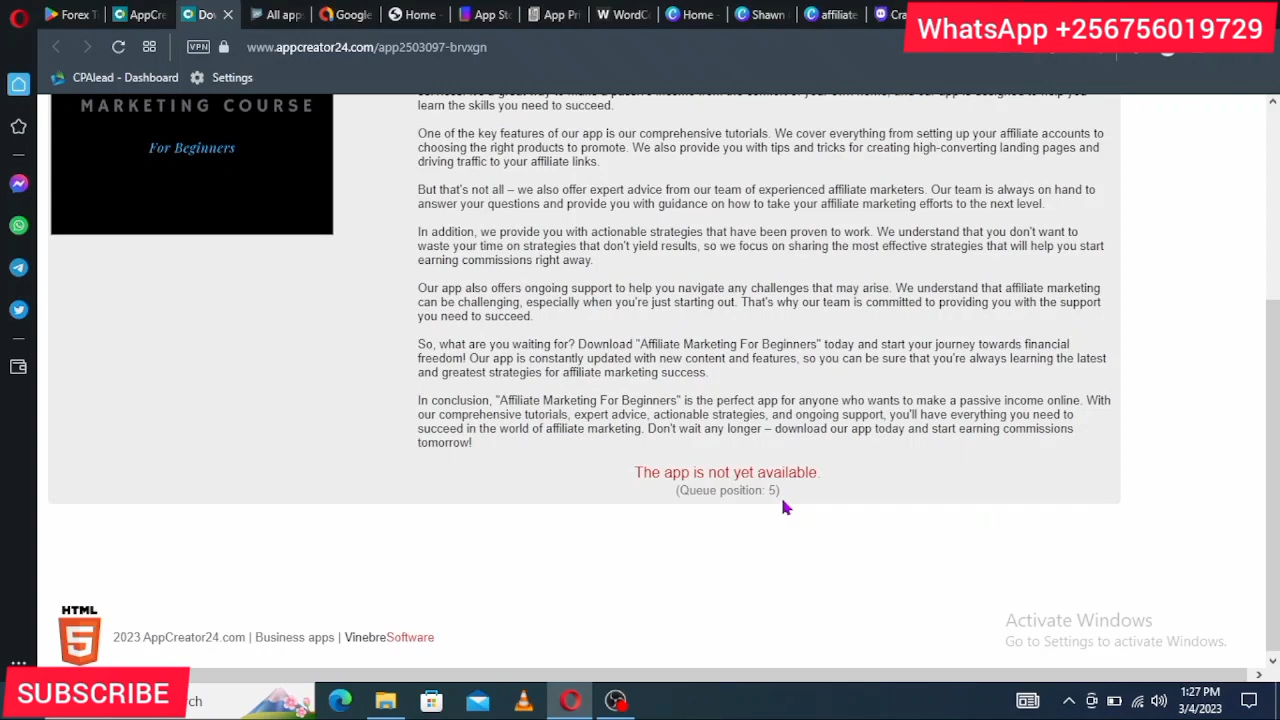 Forex T
AppCre
Dov
All apps
Google
Home -
App Sto
App Pri
WordCo
Home -
Shawn
affiliate
Cra
WhatsApp +256756019729
VPN
www.appcreator24.com/app2503097-brvxgn
CPAlead - Dashboard
Settings
MARKETING COURSE
For Beginners
learn the skills you need to succeed.
One of the key features of our app is our comprehensive tutorials. We cover everything from setting up your affiliate accounts to
choosing the right products to promote. We also provide you with tips and tricks for creating high-converting landing pages and
driving traffic to your affiliate links.
But that's not all – we also offer expert advice from our team of experienced affiliate marketers. Our team is always on hand to
answer your questions and provide you with guidance on how to take your affiliate marketing efforts to the next level.
In addition, we provide you with actionable strategies that have been proven to work. We understand that you don't want to
waste your time on strategies that don't yield results, so we focus on sharing the most effective strategies that will help you start
earning commissions right away.
Our app also offers ongoing support to help you navigate any challenges that may arise. We understand that affiliate marketing
can be challenging, especially when you're just starting out. That's why our team is committed to providing you with the support
you need to succeed.
So, what are you waiting for? Download "Affiliate Marketing For Beginners" today and start your journey towards financial
freedom! Our app is constantly updated with new content and features, so you can be sure that you're always learning the latest
and greatest strategies for affiliate marketing success.
In conclusion, "Affiliate Marketing For Beginners" is the perfect app for anyone who wants to make a passive income online. With
our comprehensive tutorials, expert advice, actionable strategies, and ongoing support, you'll have everything you need to
succeed in the world of affiliate marketing. Don't wait any longer – download our app today and start earning commissions
tomorrow!
The app is not yet available.
(Queue position: 5)
HTML
5
2023 AppCreator24.com | Business apps | VinebreSoftware
Activate Windows
Go to Settings to activate Windows.
SUBSCRIBE
rch
1:27 PM
3/4/2023